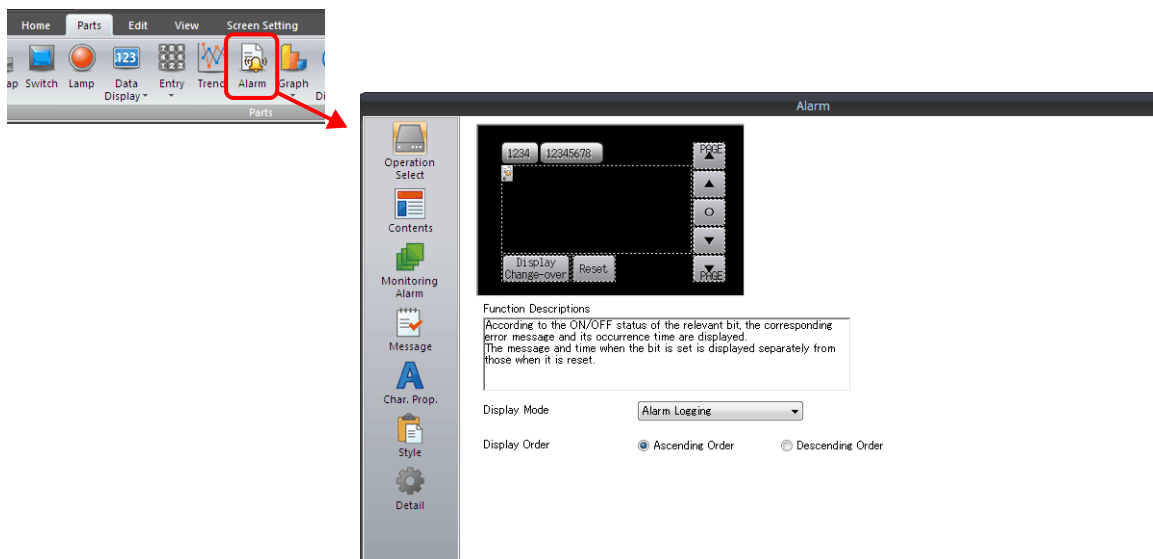 Home Parts Edit View Screen Setting
ap Switch Lamp Data Display Entry Trend Alarm Graph Di
Parts
Alarm
Operation
Select
Contents
Monitoring
Alarm
Message
Char. Prop.
Style
Detail
1234 12345678
PAGE
Display
Change-over
Reset
PAGE
Function Descriptions
According to the ON/OFF status of the relevant bit, the corresponding
error message and its occurrence time are displayed.
The message and time when the bit is set is displayed separately from
those when it is reset.
Display Mode Alarm Logging
Display Order Ascending Order Descending Order